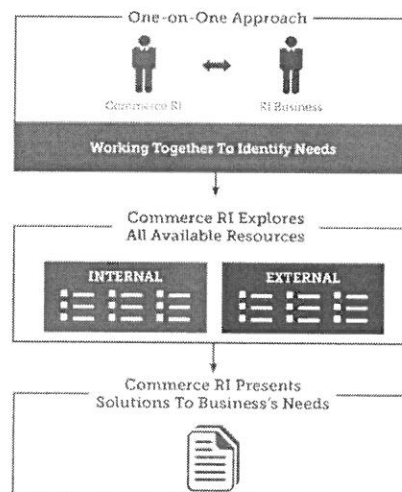 One-on-One Approach
Commerce RI
RI Business
Working Together To Identify Needs
Commerce RI Explores
All Available Resources
INTERNAL
EXTERNAL
Commerce RI Presents
Solutions To Business's Needs